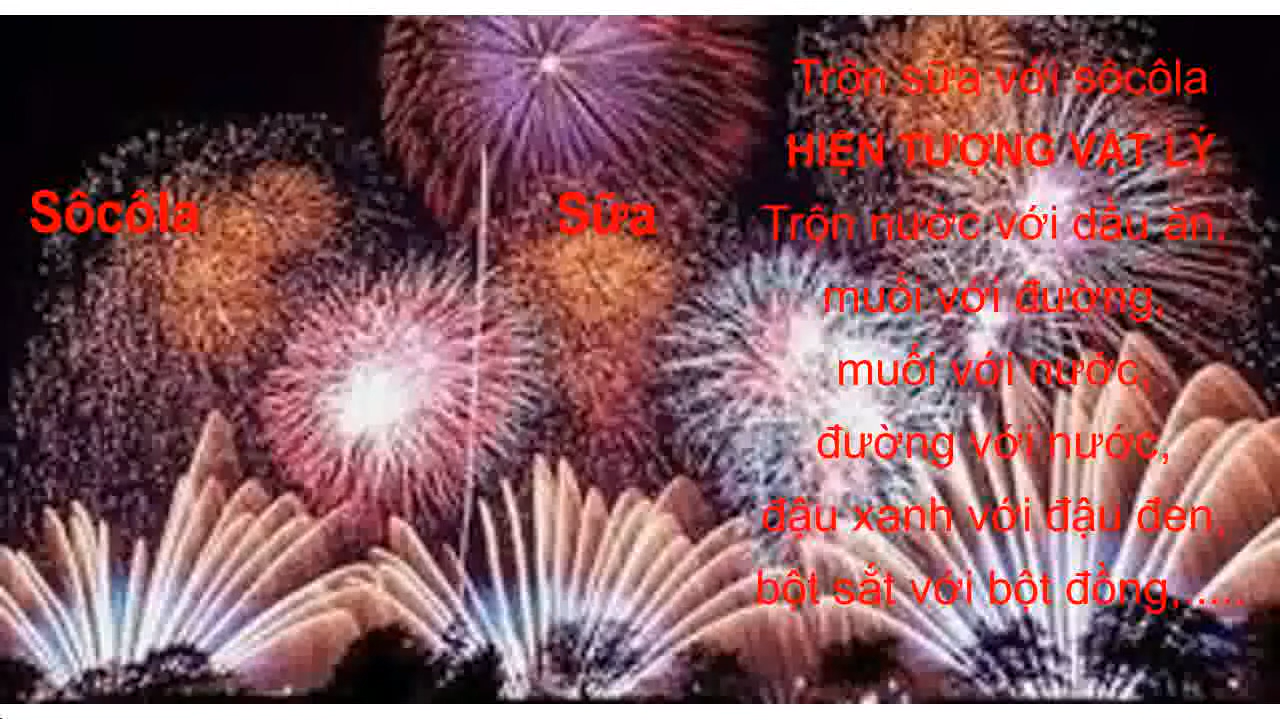 Sôcôla
Sữa
Trộn sữa với sôcôla
HIỆN TƯỢNG VẬT LÝ
Trộn nước với dầu ăn,
muối với đường,
muối với nước,
đường với nước,
đậu xanh với đậu đen,
bột sắt với bột đồng,.....